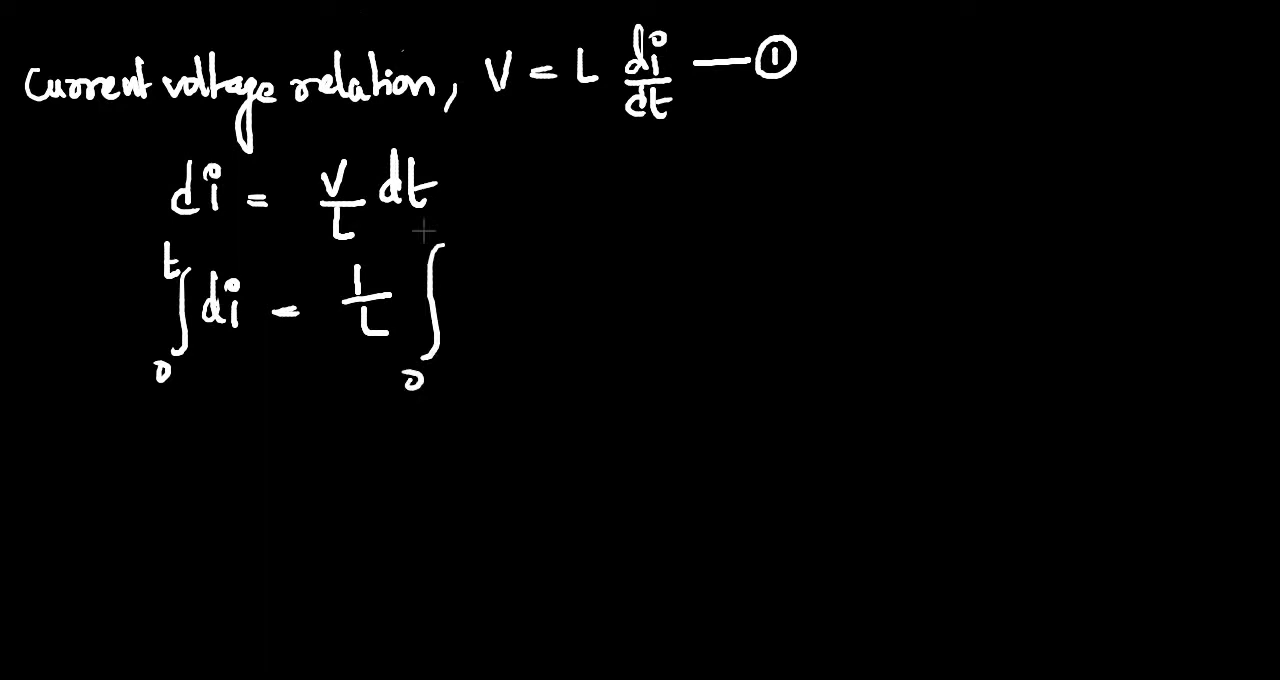 Current voltage relation, V = L di/dt — ①
di = V/L dt
∫₀ᵗ di = 1/L ∫₀